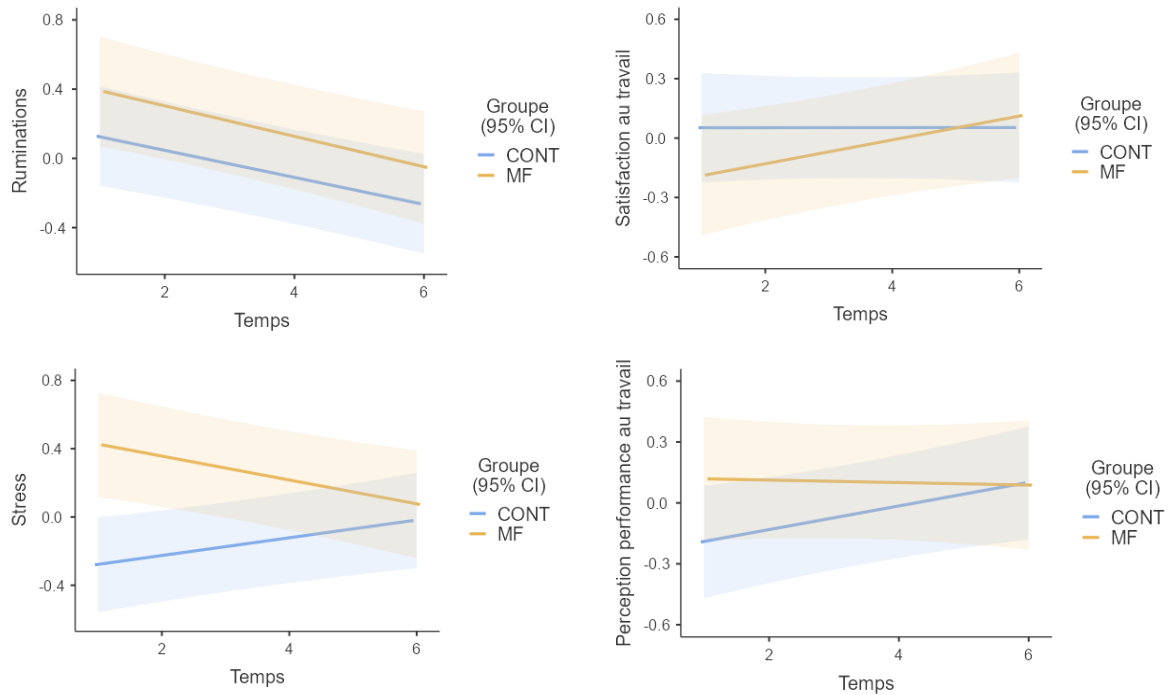 0.8
0.4
0.0
-0.4
Ruminations
2
4
6
Temps
Groupe
(95% CI)
CONT
MF
0.6
0.3
0.0
-0.3
-0.6
Satisfaction au travail
2
4
6
Temps
Groupe
(95% CI)
CONT
MF
0.8
0.4
0.0
-0.4
Stress
2
4
6
Temps
Groupe
(95% CI)
CONT
MF
0.6
0.3
0.0
-0.3
-0.6
Perception performance au travail
2
4
6
Temps
Groupe
(95% CI)
CONT
MF